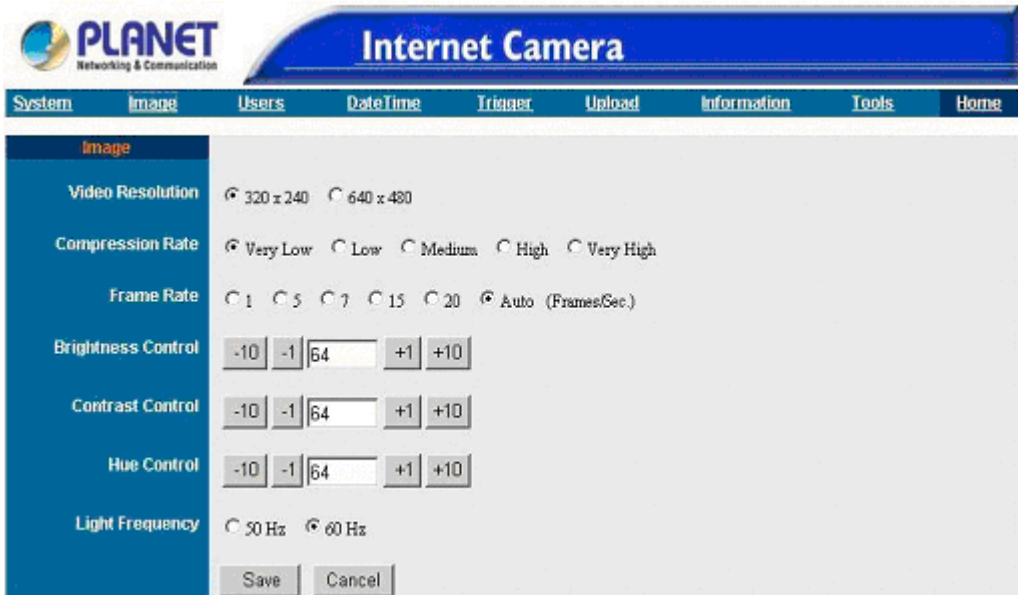 PLANET
Networking & Communication
Internet Camera
System Image Users DateTime Trigger Upload Information Tools Home
Image
Video Resolution 320 x 240 640 x 480
Compression Rate Very Low Low Medium High Very High
Frame Rate 1 5 7 15 20 Auto (Frames/Sec.)
Brightness Control -10 -1 64 +1 +10
Contrast Control -10 -1 64 +1 +10
Hue Control -10 -1 64 +1 +10
Light Frequency 50 Hz 60 Hz
Save Cancel